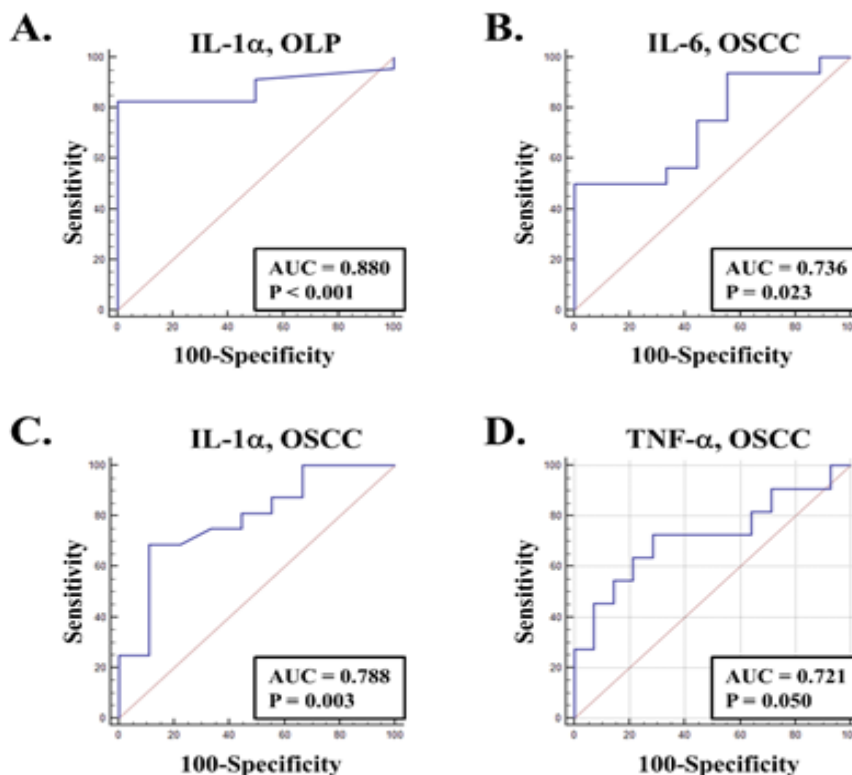 A.
IL-1α, OLP
Sensitivity
100
80
60
40
20
0
AUC = 0.880
P < 0.001
0 20 40 60 80 100
100-Specificity
B.
IL-6, OSCC
Sensitivity
100
80
60
40
20
0
AUC = 0.736
P = 0.023
0 20 40 60 80 100
100-Specificity
C.
IL-1α, OSCC
Sensitivity
100
80
60
40
20
0
AUC = 0.788
P = 0.003
0 20 40 60 80 100
100-Specificity
D.
TNF-α, OSCC
Sensitivity
100
80
60
40
20
0
AUC = 0.721
P = 0.050
0 20 40 60 80 100
100-Specificity